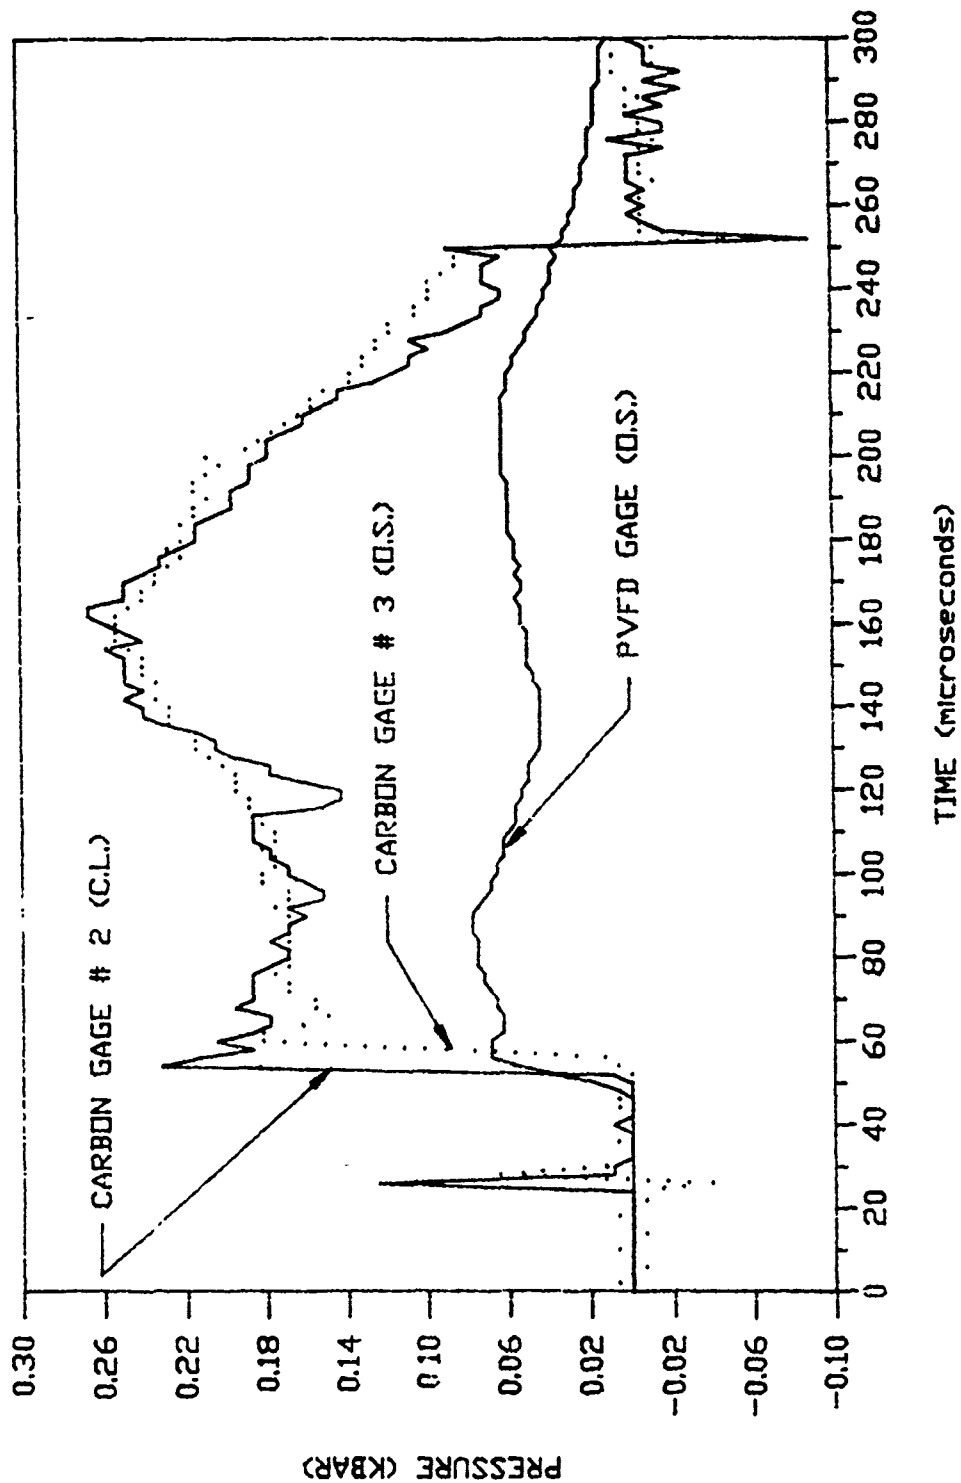 PRESSURE (KBAR)
0.30
0.26
0.22
0.18
0.14
0.10
0.06
0.02
-0.02
-0.06
-0.10
CARBON GAGE # 2 (C.L.)
CARBON GAGE # 3 (O.S.)
PVFD GAGE (O.S.)
0 20 40 60 80 100 120 140 160 180 200 220 240 260 280 300
TIME (microseconds)